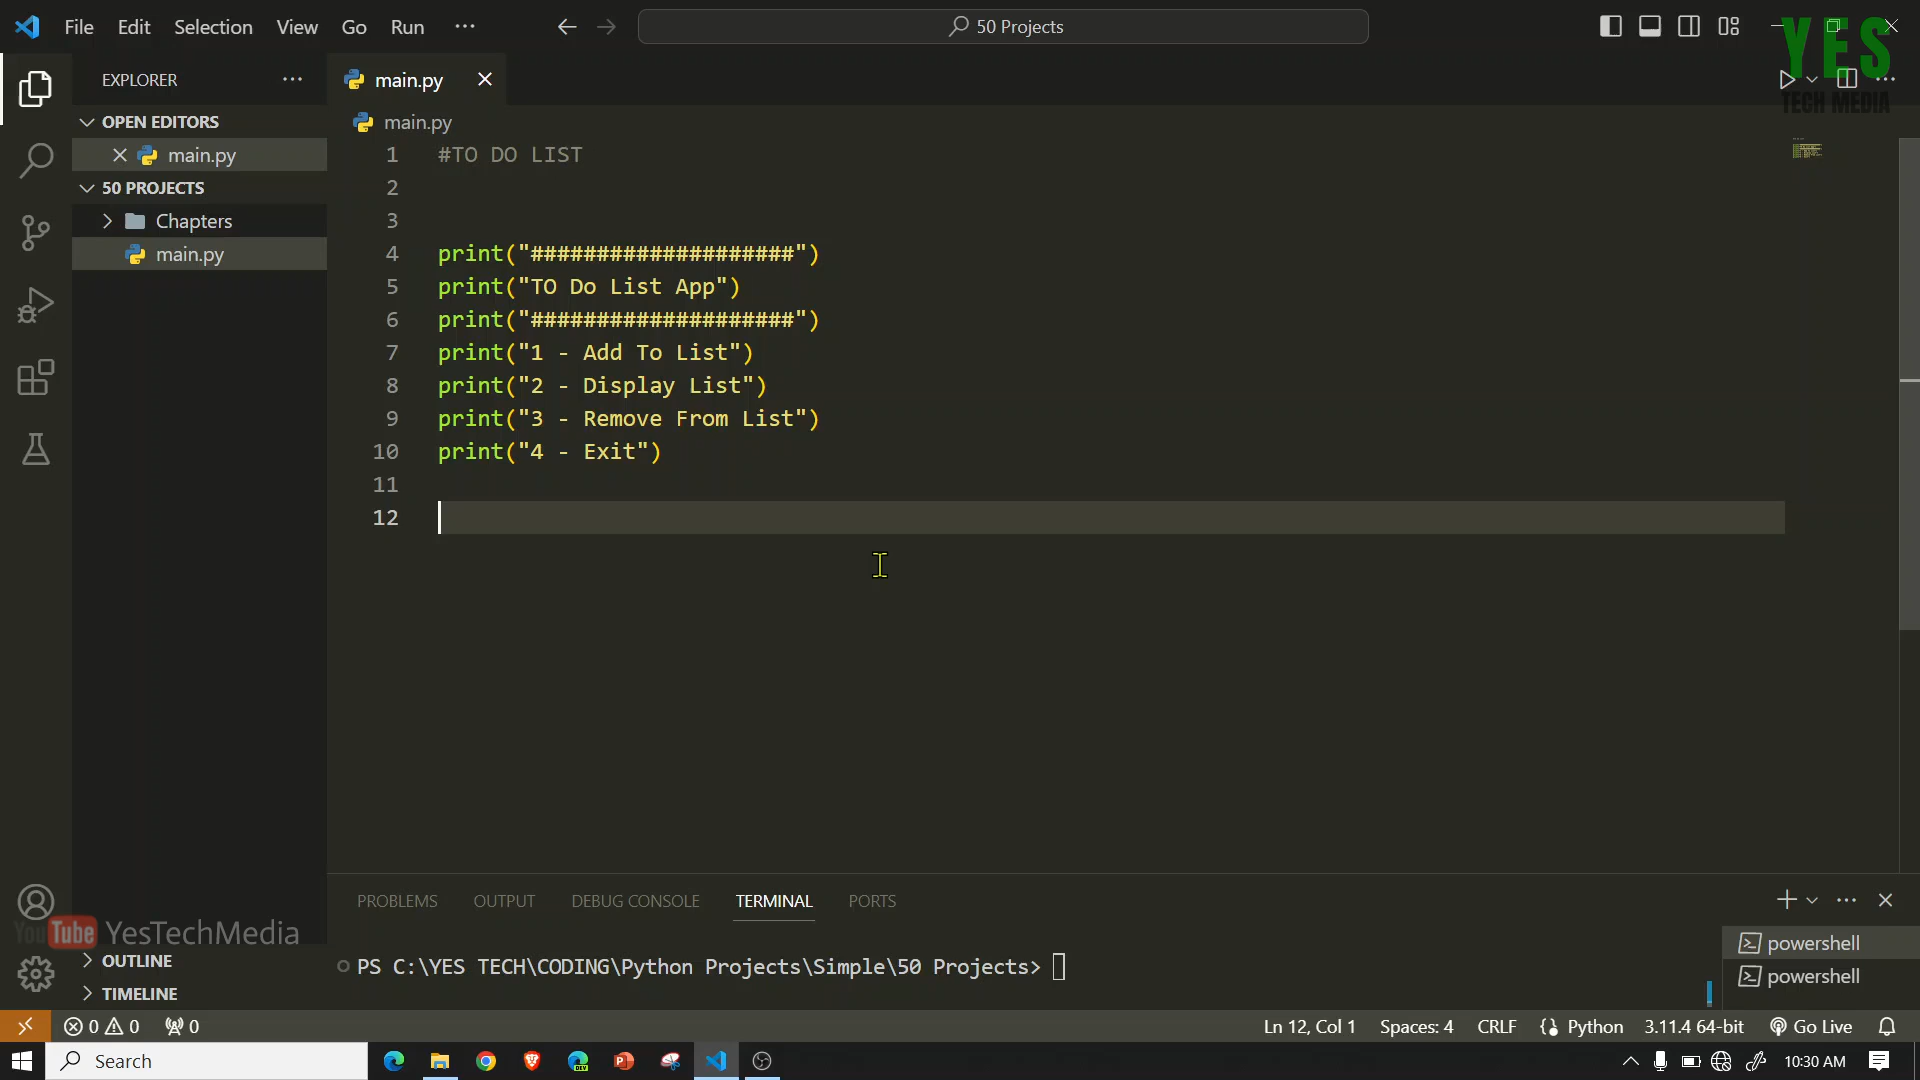 File Edit Selection View Go Run ··· 50 Projects
YES
TECH MEDIA
EXPLORER ···
main.py
OPEN EDITORS
main.py
50 PROJECTS
Chapters
main.py
main.py
1 #TO DO LIST
2
3
4 print("####################")
5 print("TO Do List App")
6 print("####################")
7 print("1 - Add To List")
8 print("2 - Display List")
9 print("3 - Remove From List")
10 print("4 - Exit")
11
12
PROBLEMS OUTPUT DEBUG CONSOLE TERMINAL PORTS
PS C:\YES TECH\CODING\Python Projects\Simple\50 Projects>
powershell
powershell
YouTube YesTechMedia
OUTLINE
TIMELINE
0 0 0 Ln 12, Col 1 Spaces: 4 CRLF Python 3.11.4 64-bit Go Live
Search 10:30 AM